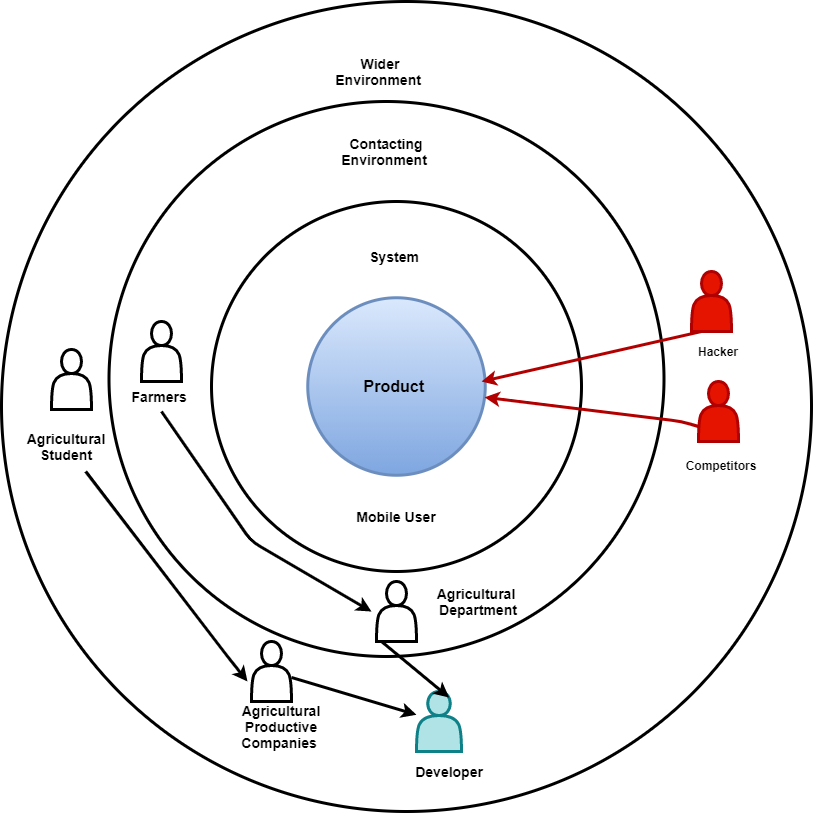 Wider
Environment
Contacting
Environment
System
Hacker
Product
Farmers
Agricultural
Student
Competitors
Mobile User
Agricultural
Department
Agricultural
Productive
Companies
Developer